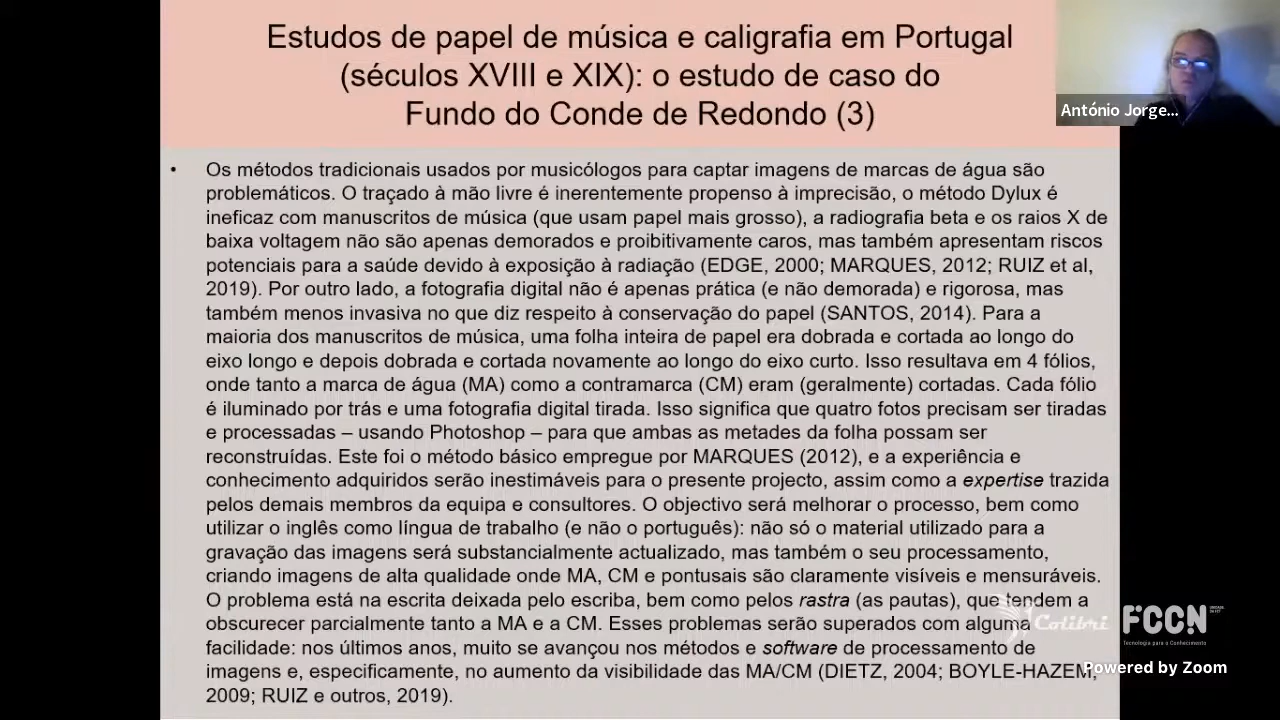 Estudos de papel de música e caligrafia em Portugal
(séculos XVIII e XIX): o estudo de caso do
Fundo do Conde de Redondo (3)
António Jorge...
• Os métodos tradicionais usados por musicólogos para captar imagens de marcas de água são
problemáticos. O traçado à mão livre é inerentemente propenso à imprecisão, o método Dylux é
ineficaz com manuscritos de música (que usam papel mais grosso), a radiografia beta e os raios X de
baixa voltagem não são apenas demorados e proibitivamente caros, mas também apresentam riscos
potenciais para a saúde devido à exposição à radiação (EDGE, 2000; MARQUES, 2012; RUIZ et al,
2019). Por outro lado, a fotografia digital não é apenas prática (e não demorada) e rigorosa, mas
também menos invasiva no que diz respeito à conservação do papel (SANTOS, 2014). Para a
maioria dos manuscritos de música, uma folha inteira de papel era dobrada e cortada ao longo do
eixo longo e depois dobrada e cortada novamente ao longo do eixo curto. Isso resultava em 4 fólios,
onde tanto a marca de água (MA) como a contramarca (CM) eram (geralmente) cortadas. Cada fólio
é iluminado por trás e uma fotografia digital tirada. Isso significa que quatro fotos precisam ser tiradas
e processadas – usando Photoshop – para que ambas as metades da folha possam ser
reconstruídas. Este foi o método básico empregue por MARQUES (2012), e a experiência e
conhecimento adquiridos serão inestimáveis para o presente projecto, assim como a expertise trazida
pelos demais membros da equipa e consultores. O objectivo será melhorar o processo, bem como
utilizar o inglês como língua de trabalho (e não o português): não só o material utilizado para a
gravação das imagens será substancialmente actualizado, mas também o seu processamento,
criando imagens de alta qualidade onde MA, CM e pontusais são claramente visíveis e mensuráveis.
O problema está na escrita deixada pelo escriba, bem como pelos rastra (as pautas), que tendem a
obscurecer parcialmente tanto a MA e a CM. Esses problemas serão superados com alguma
facilidade: nos últimos anos, muito se avançou nos métodos e software de processamento de
imagens e, especificamente, no aumento da visibilidade das MA/CM (DIETZ, 2004; BOYLE-HAZEM,
2009; RUIZ e outros, 2019).
Colibri
FCCN
Tecnologia para o Conhecimento
Powered by Zoom